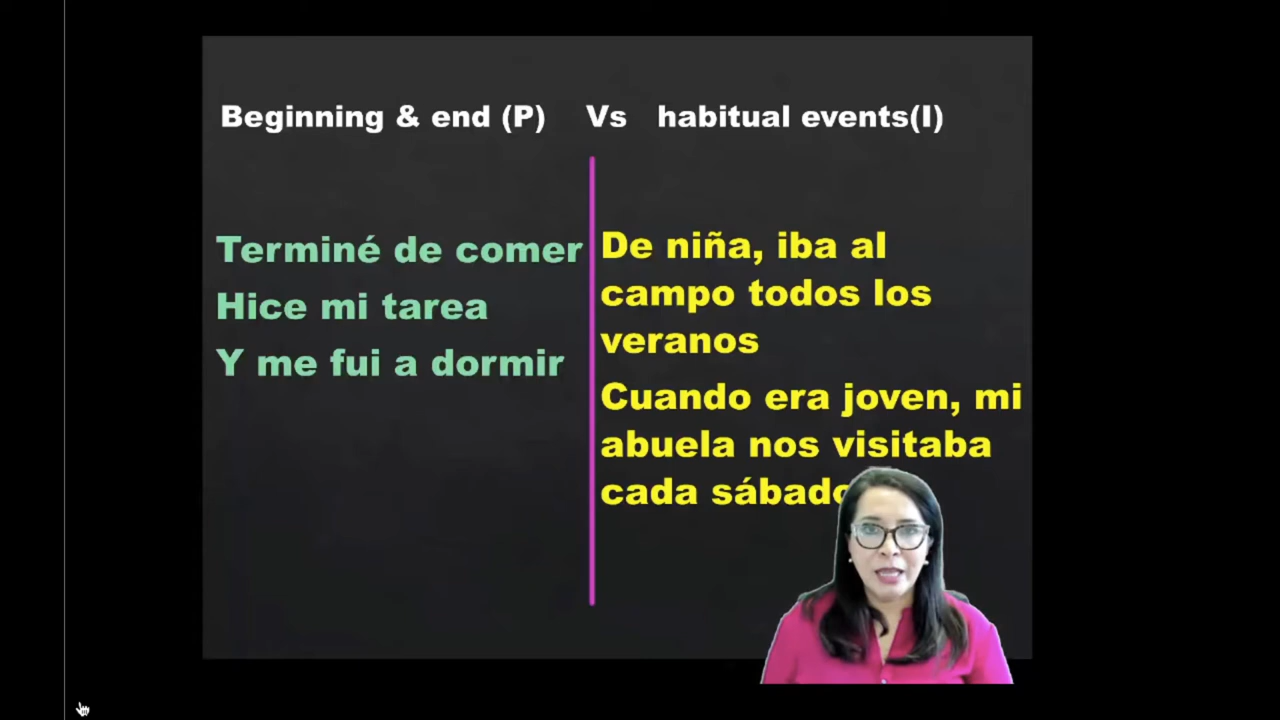 Beginning & end (P) Vs habitual events(I)
Terminé de comer
Hice mi tarea
Y me fui a dormir
De niña, iba al
campo todos los
veranos
Cuando era joven, mi
abuela nos visitaba
cada